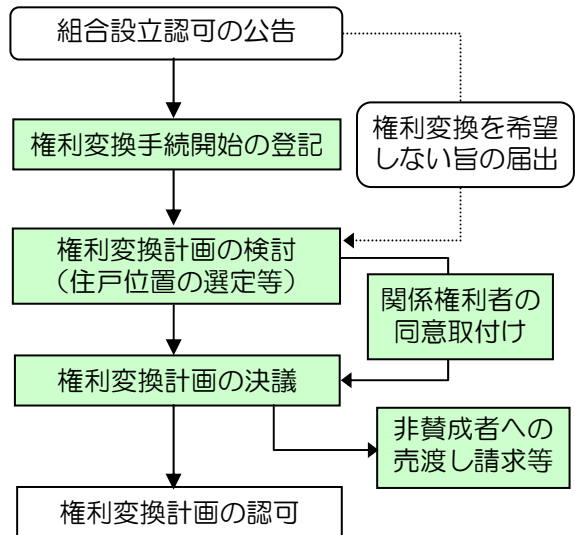 組合設立認可の公告
権利変換を希望
しない旨の届出
権利変換手続開始の登記
権利変換計画の検討
（住戸位置の選定等）
関係権利者の
同意取付け
権利変換計画の決議
非賛成者への
売渡し請求等
権利変換計画の認可